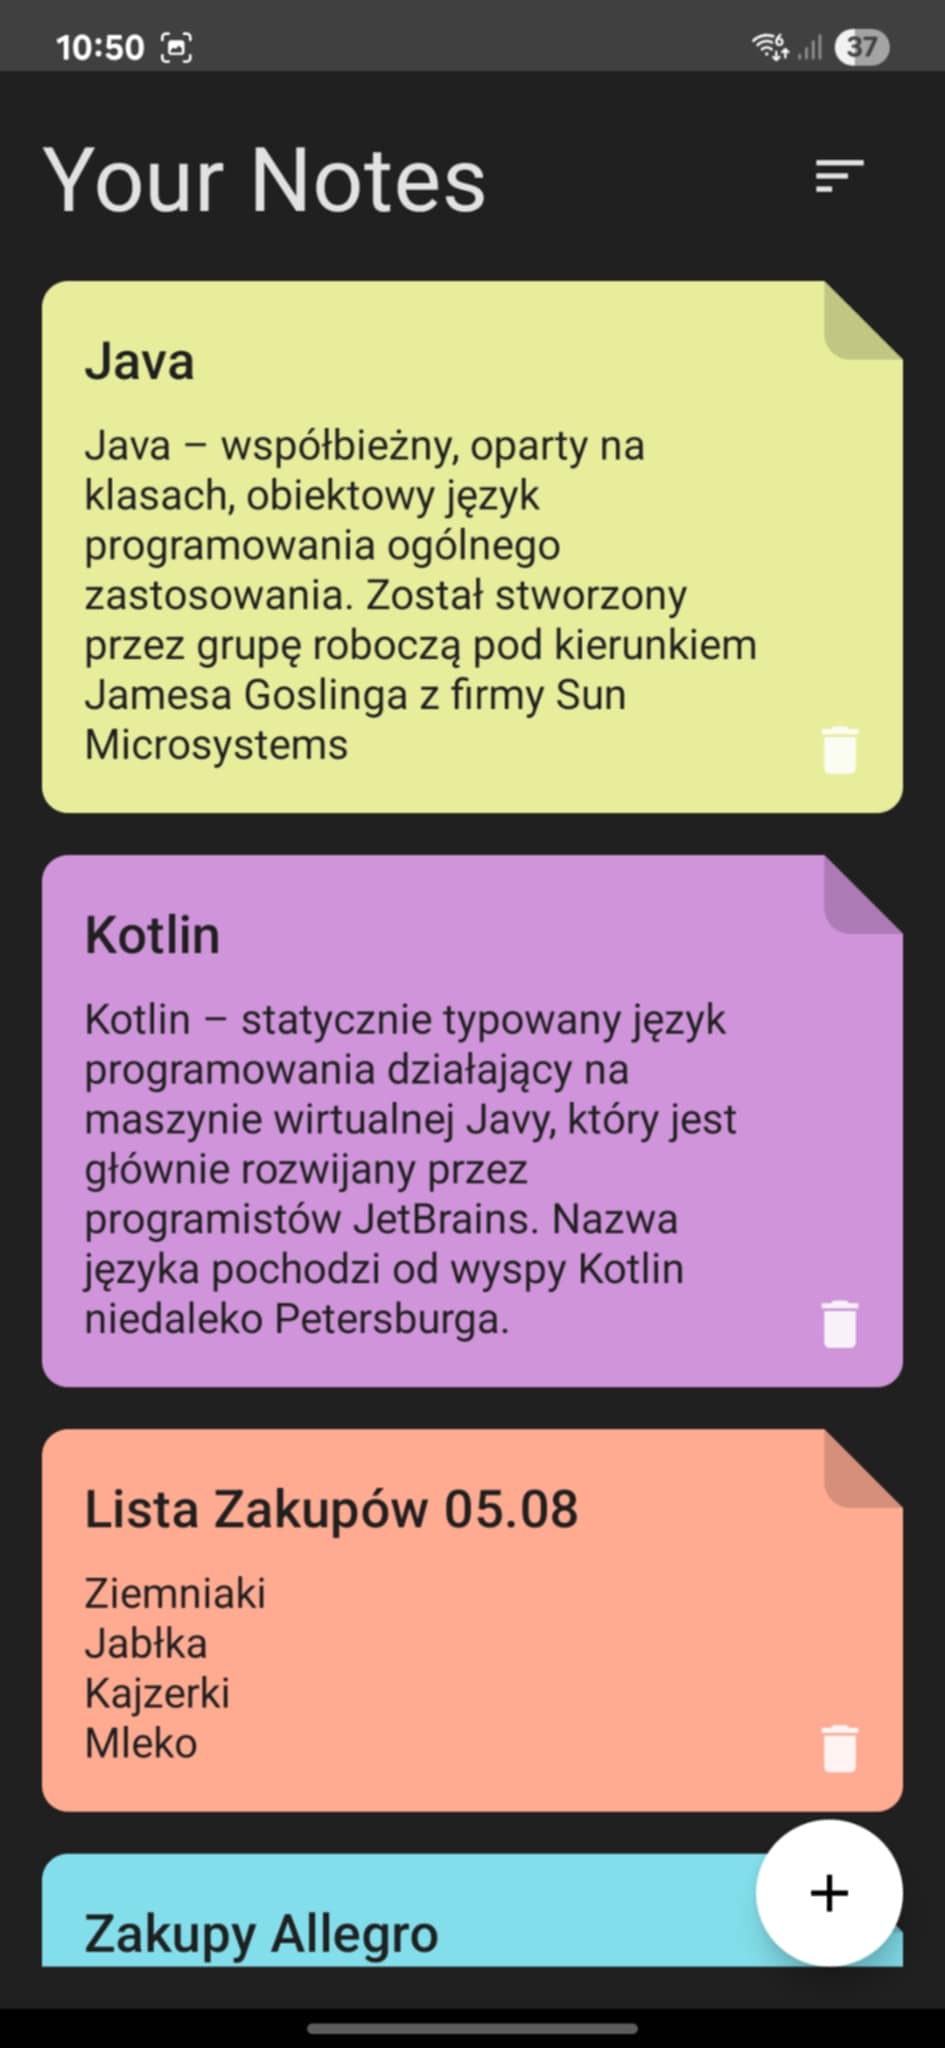 10:50
6
37
Your Notes
Java
Java – współbieżny, oparty na
klasach, obiektowy język
programowania ogólnego
zastosowania. Został stworzony
przez grupę roboczą pod kierunkiem
Jamesa Goslinga z firmy Sun
Microsystems
Kotlin
Kotlin – statycznie typowany język
programowania działający na
maszynie wirtualnej Javy, który jest
głównie rozwijany przez
programistów JetBrains. Nazwa
języka pochodzi od wyspy Kotlin
niedaleko Petersburga.
Lista Zakupów 05.08
Ziemniaki
Jabłka
Kajzerki
Mleko
Zakupy Allegro